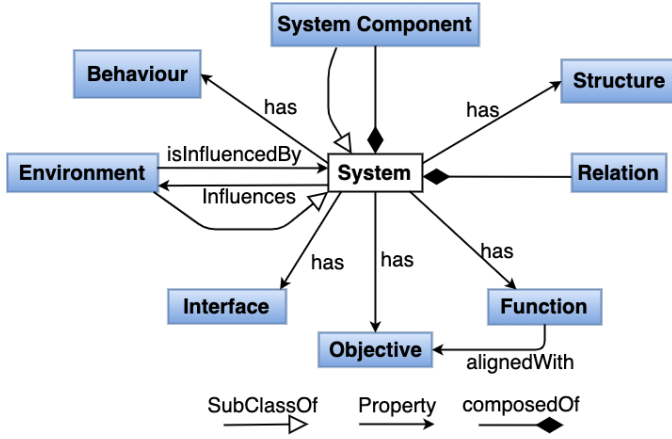 System Component
Behaviour
Structure
has
has
isInfluencedBy
Environment
System
Relation
Influences
has
has
has
Interface
Function
Objective
alignedWith
SubClassOf
Property
composedOf